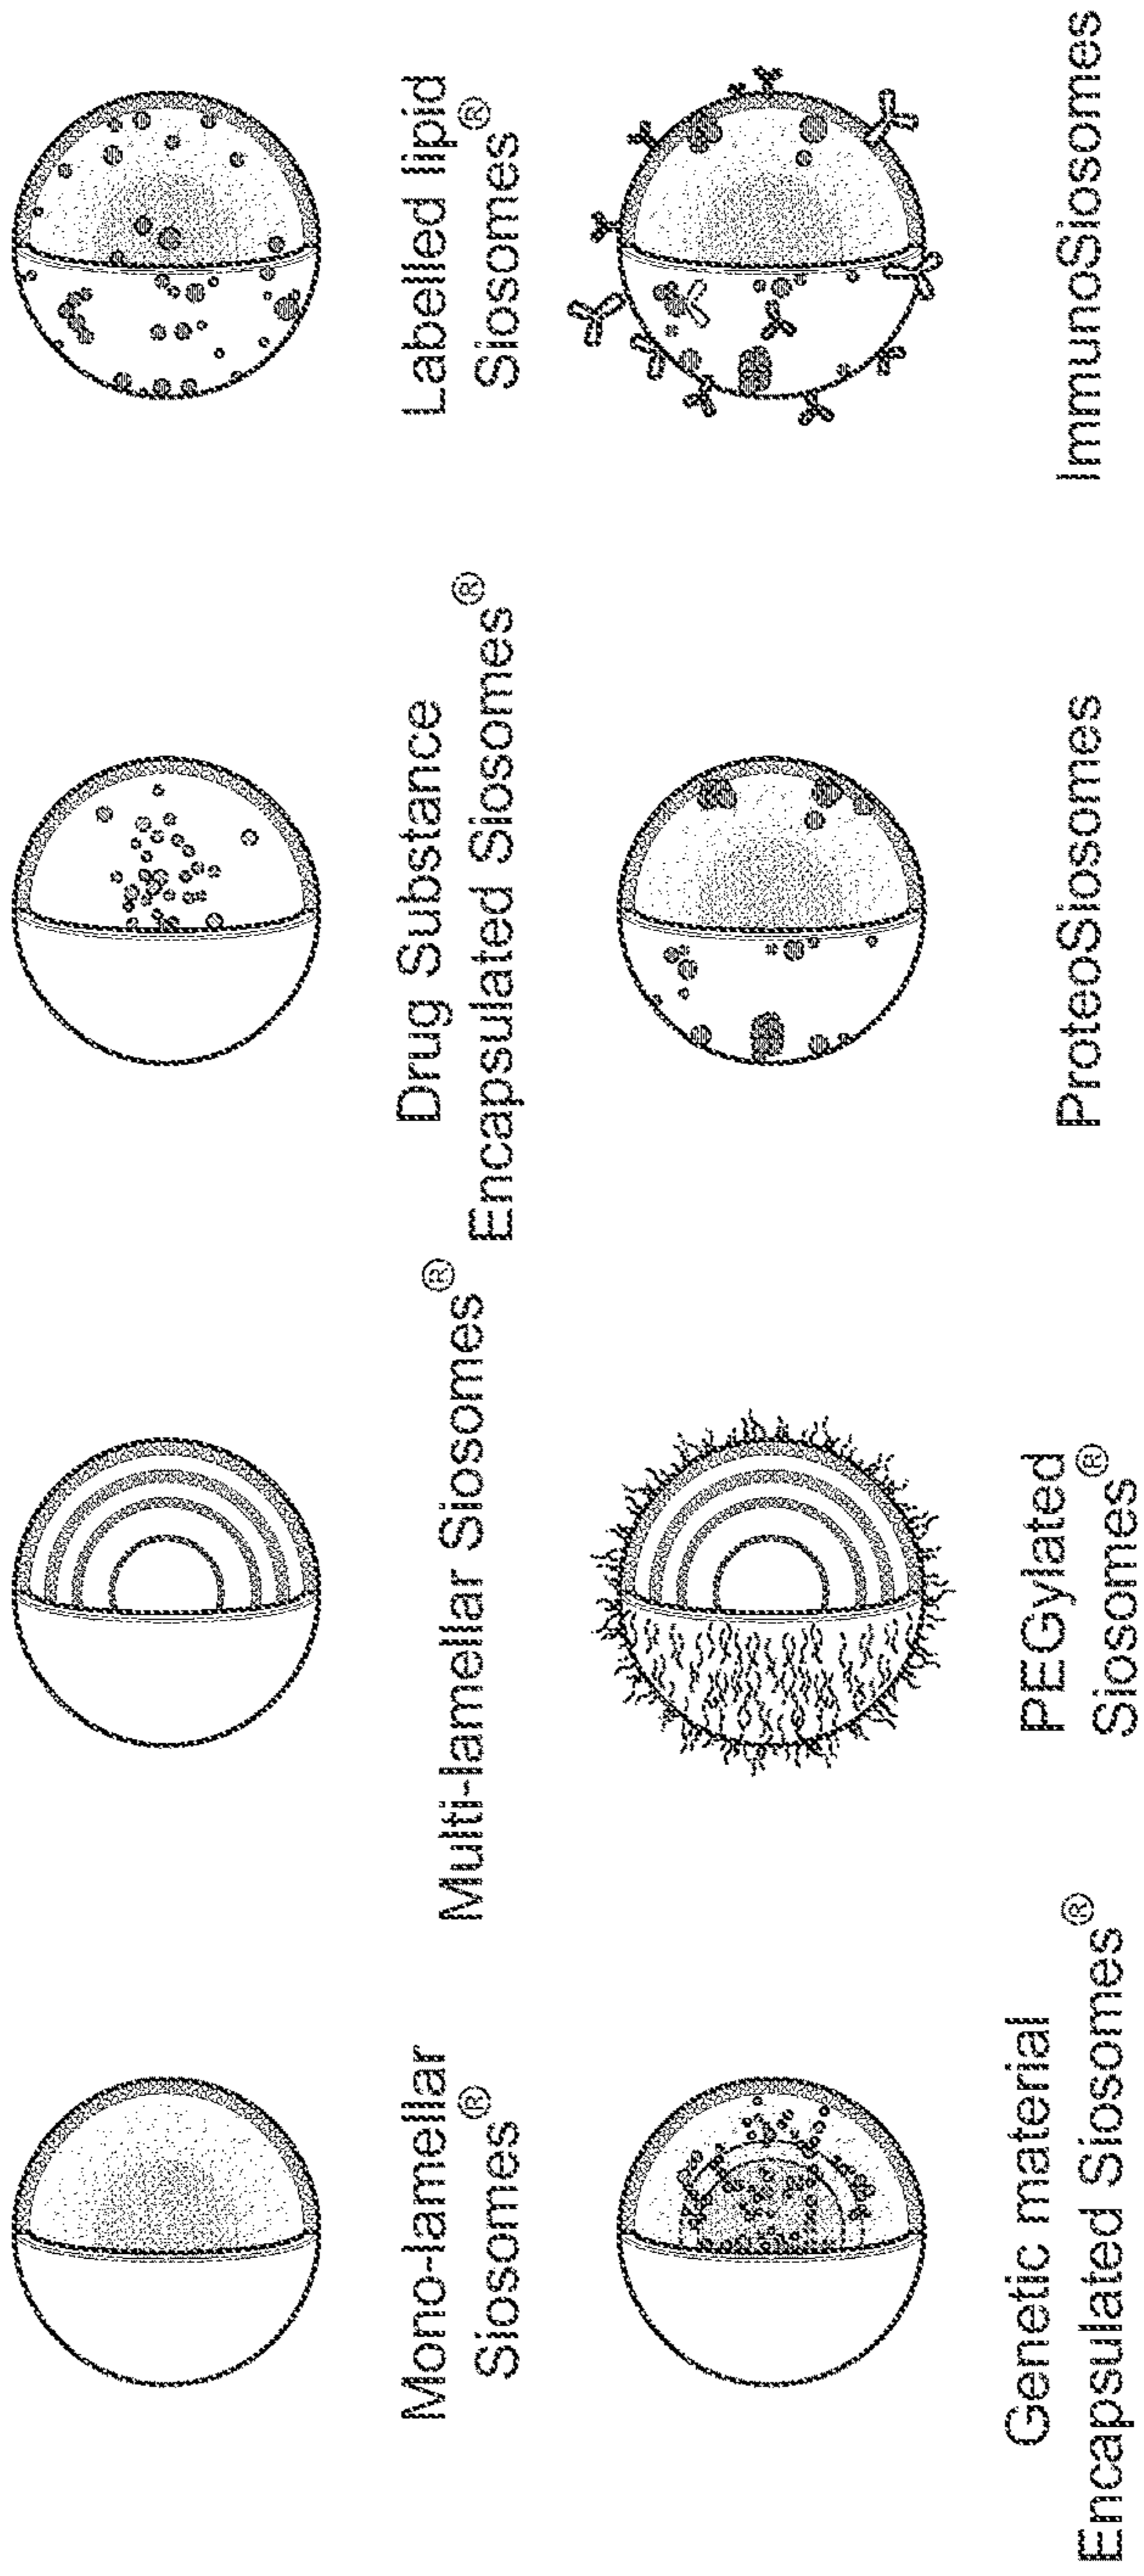 Mono-lamellar
Siosomes®
Multi-lamellar Siosomes®
Drug Substance
Encapsulated Siosomes®
Labelled lipid
Siosomes®
Genetic material
Encapsulated Siosomes®
PEGylated
Siosomes®
ProteoSiosomes
ImmunoSiosomes